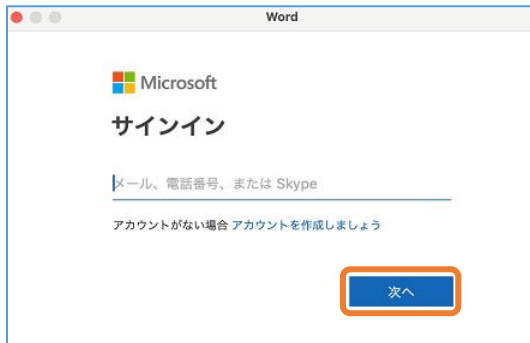 Word
Microsoft
サインイン
メール、電話番号、または Skype
アカウントがない場合 アカウントを作成しましょう
次へ